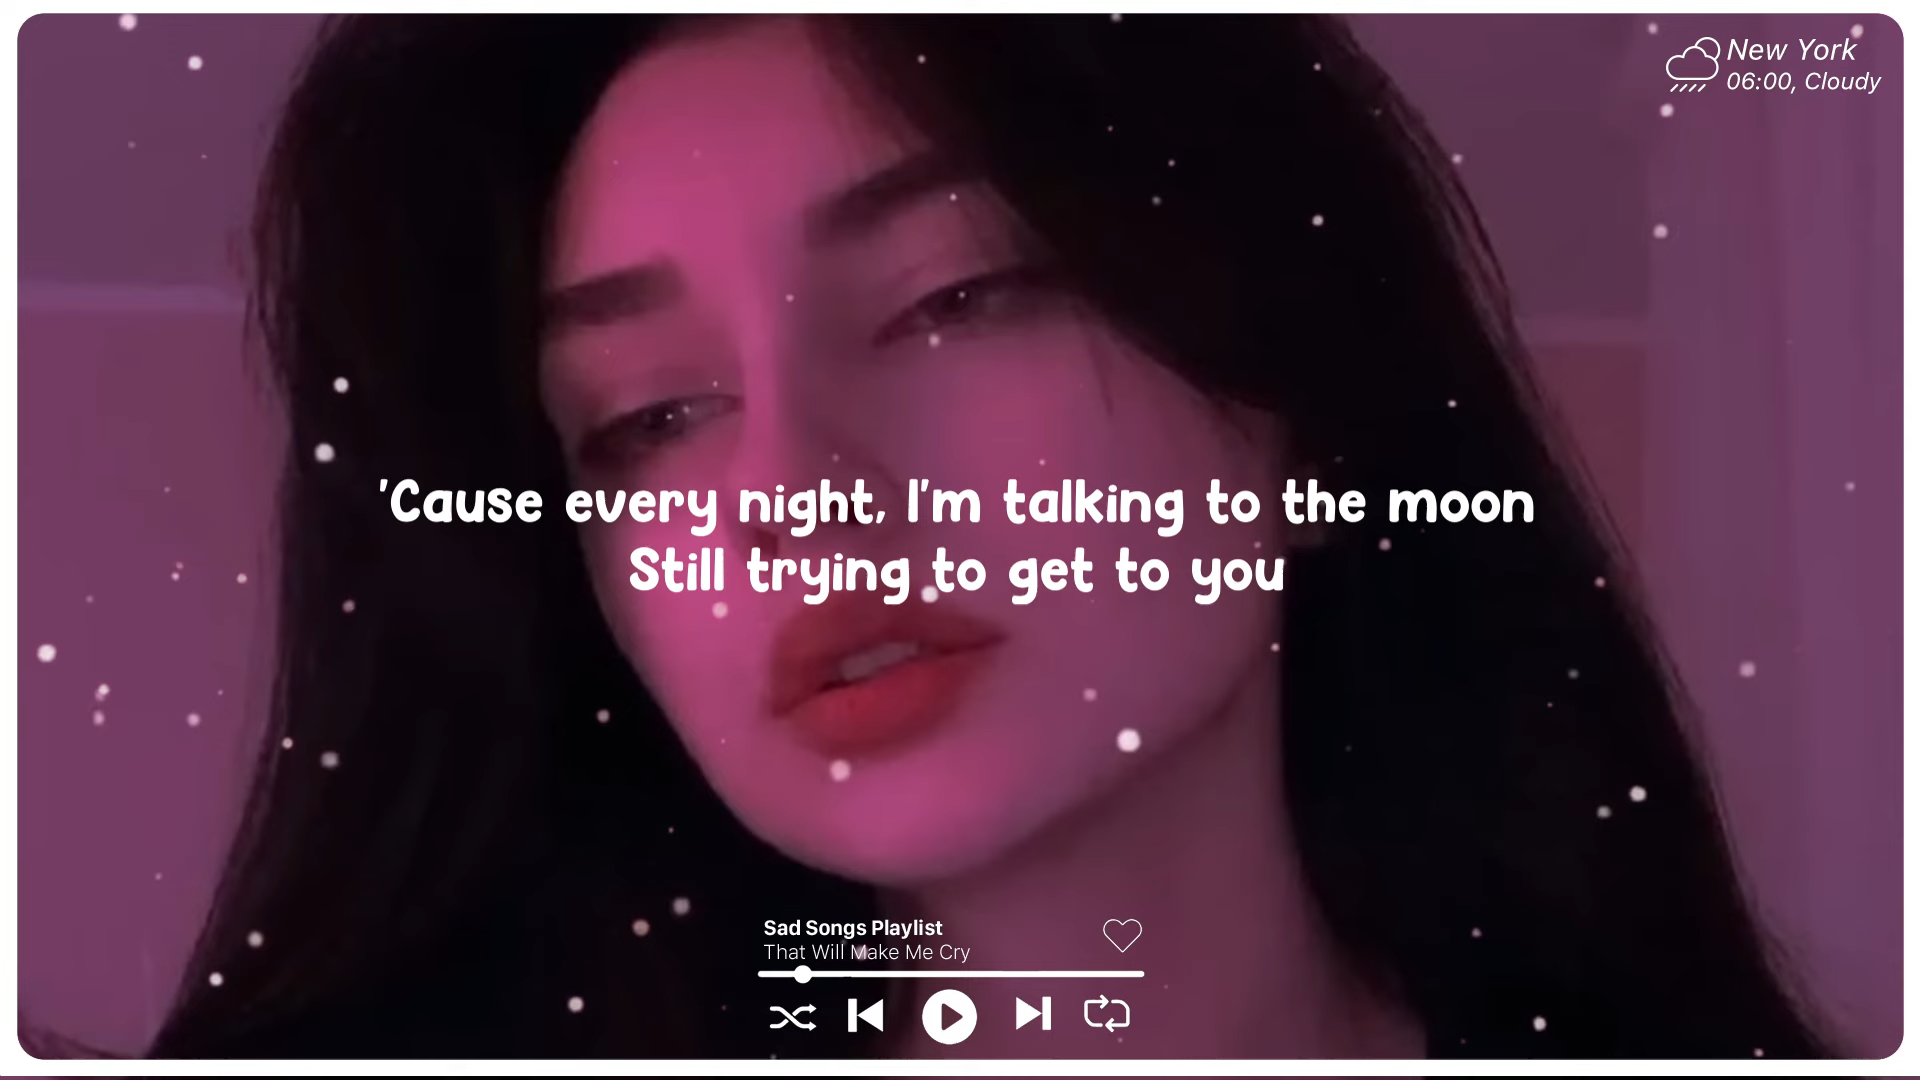 New York
06:00, Cloudy
'Cause every night, I'm talking to the moon
Still trying to get to you
Sad Songs Playlist
That Will Make Me Cry